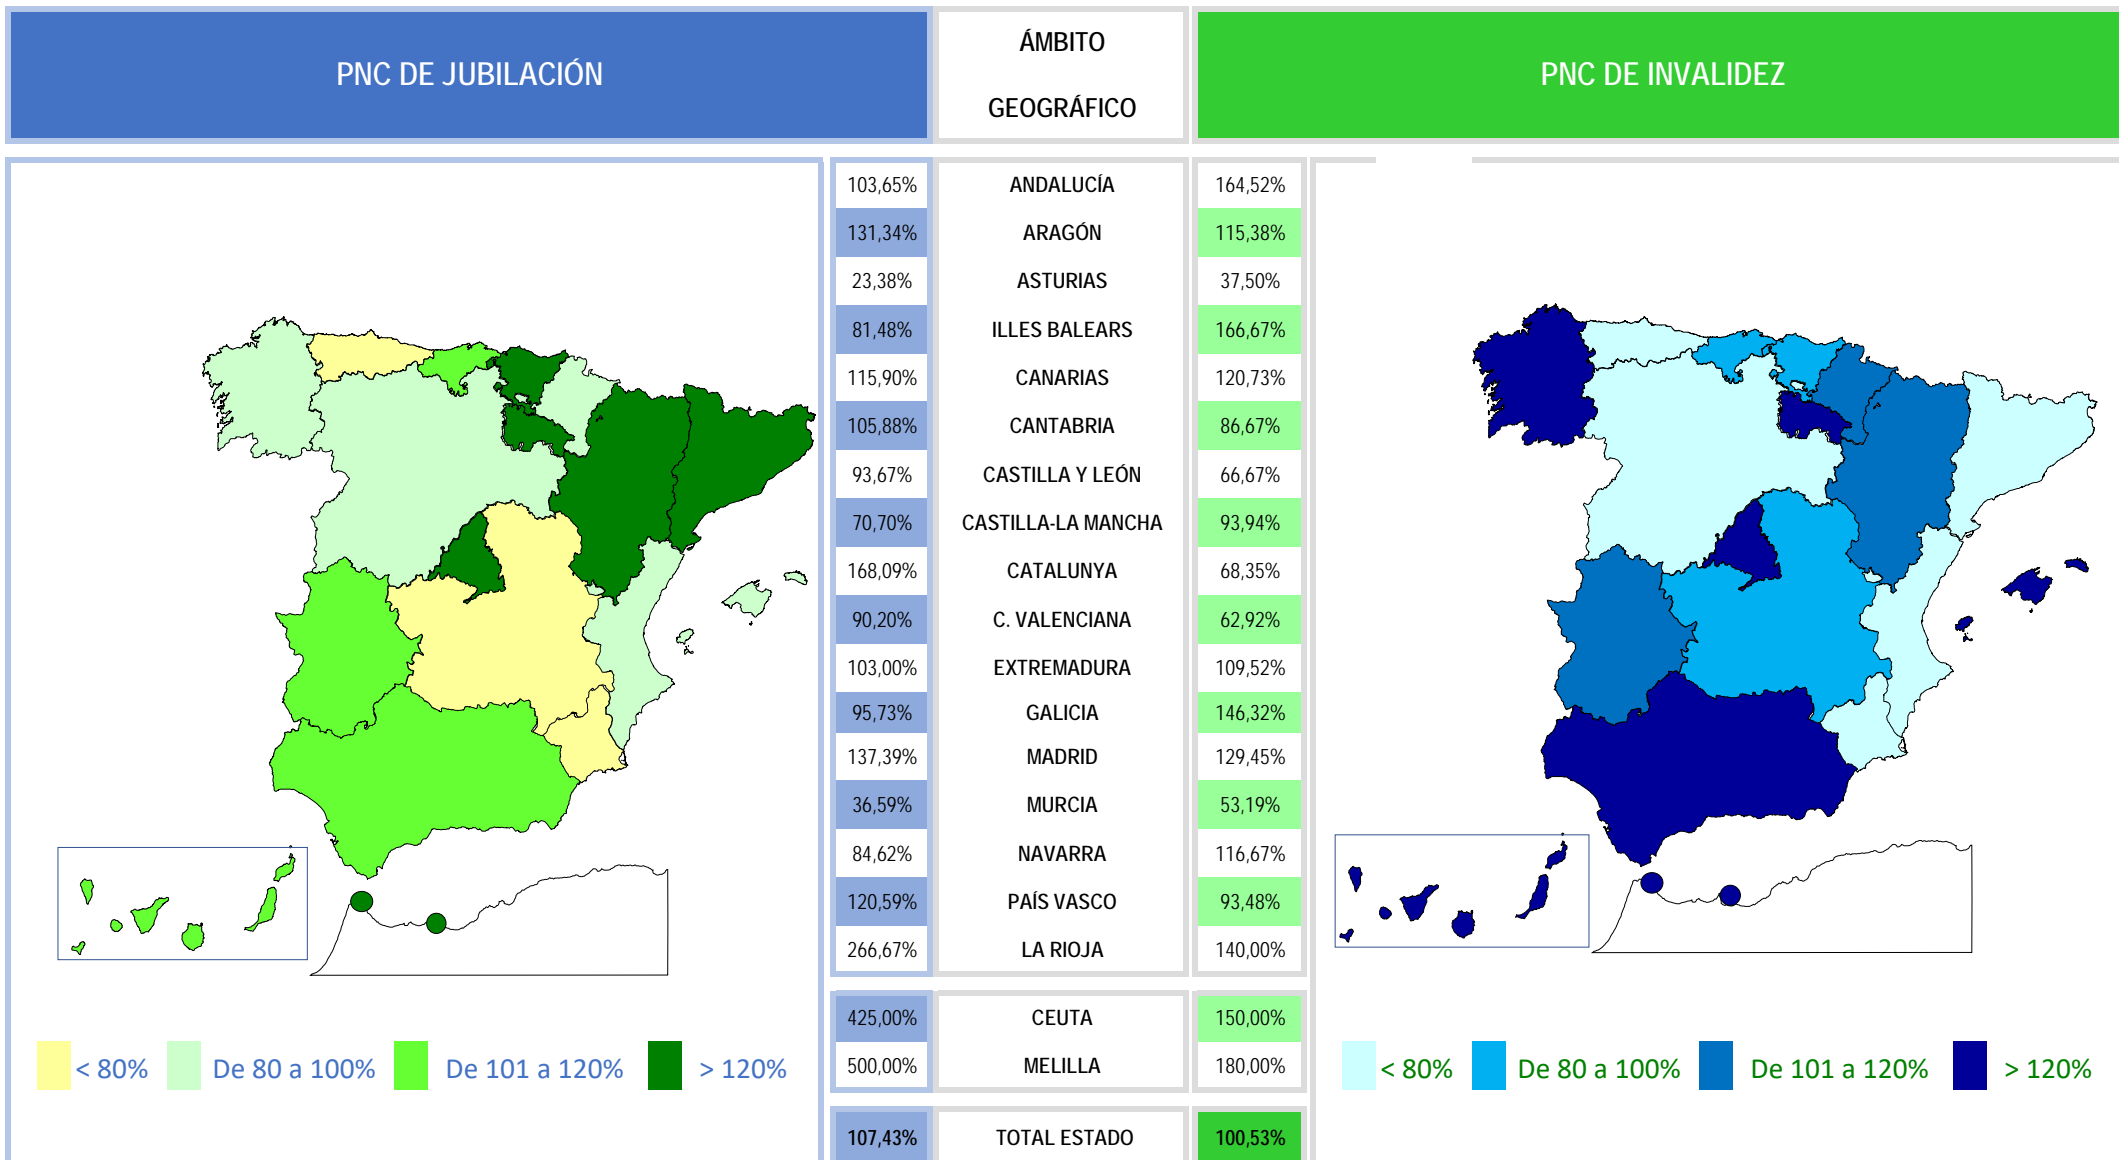 PNC DE JUBILACIÓN
ÁMBITO
GEOGRÁFICO
PNC DE INVALIDEZ
103,65% ANDALUCÍA 164,52%
131,34% ARAGÓN 115,38%
23,38% ASTURIAS 37,50%
81,48% ILLES BALEARS 166,67%
115,90% CANARIAS 120,73%
105,88% CANTABRIA 86,67%
93,67% CASTILLA Y LEÓN 66,67%
70,70% CASTILLA-LA MANCHA 93,94%
168,09% CATALUNYA 68,35%
90,20% C. VALENCIANA 62,92%
103,00% EXTREMADURA 109,52%
95,73% GALICIA 146,32%
137,39% MADRID 129,45%
36,59% MURCIA 53,19%
84,62% NAVARRA 116,67%
120,59% PAÍS VASCO 93,48%
266,67% LA RIOJA 140,00%
425,00% CEUTA 150,00%
500,00% MELILLA 180,00%
107,43% TOTAL ESTADO 100,53%
< 80% De 80 a 100% De 101 a 120% > 120%
< 80% De 80 a 100% De 101 a 120% > 120%